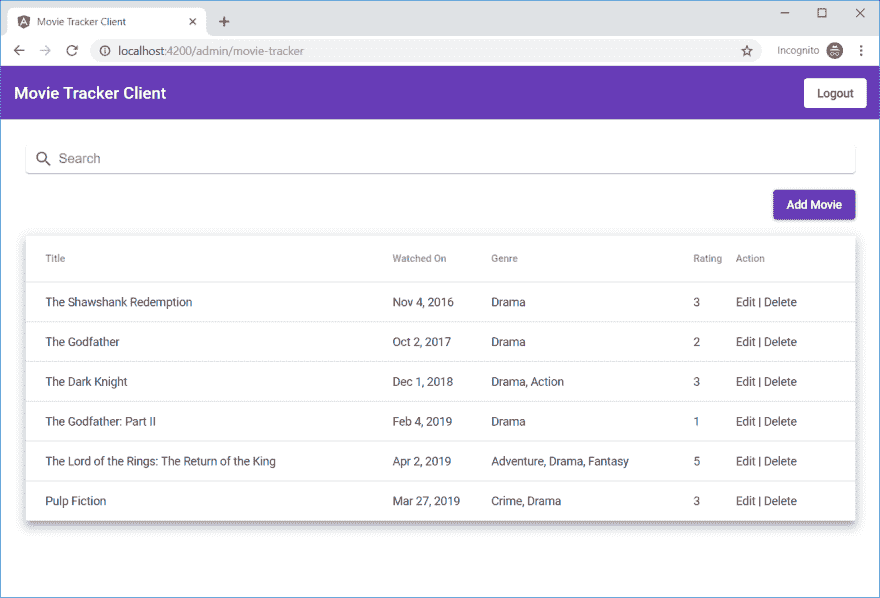 Movie Tracker Client
localhost:4200/admin/movie-tracker
Incognito
Movie Tracker Client
Logout
Search
Add Movie
Title Watched On Genre Rating Action
The Shawshank Redemption Nov 4, 2016 Drama 3 Edit | Delete
The Godfather Oct 2, 2017 Drama 2 Edit | Delete
The Dark Knight Dec 1, 2018 Drama, Action 3 Edit | Delete
The Godfather: Part II Feb 4, 2019 Drama 1 Edit | Delete
The Lord of the Rings: The Return of the King Apr 2, 2019 Adventure, Drama, Fantasy 5 Edit | Delete
Pulp Fiction Mar 27, 2019 Crime, Drama 3 Edit | Delete